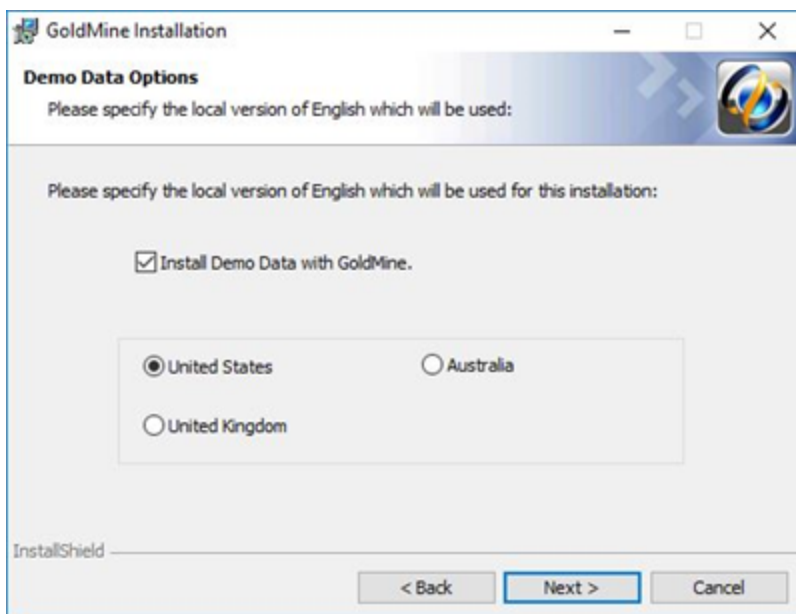 GoldMine Installation
Demo Data Options
Please specify the local version of English which will be used:
Please specify the local version of English which will be used for this installation:
Install Demo Data with GoldMine.
United States
Australia
United Kingdom
InstallShield
< Back
Next >
Cancel